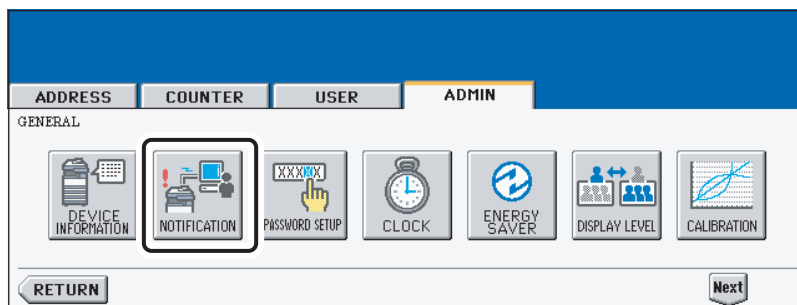 ADDRESS COUNTER USER ADMIN
GENERAL
XXXXX
DEVICE INFORMATION NOTIFICATION PASSWORD SETUP CLOCK ENERGY SAVER DISPLAY LEVEL CALIBRATION
RETURN Next